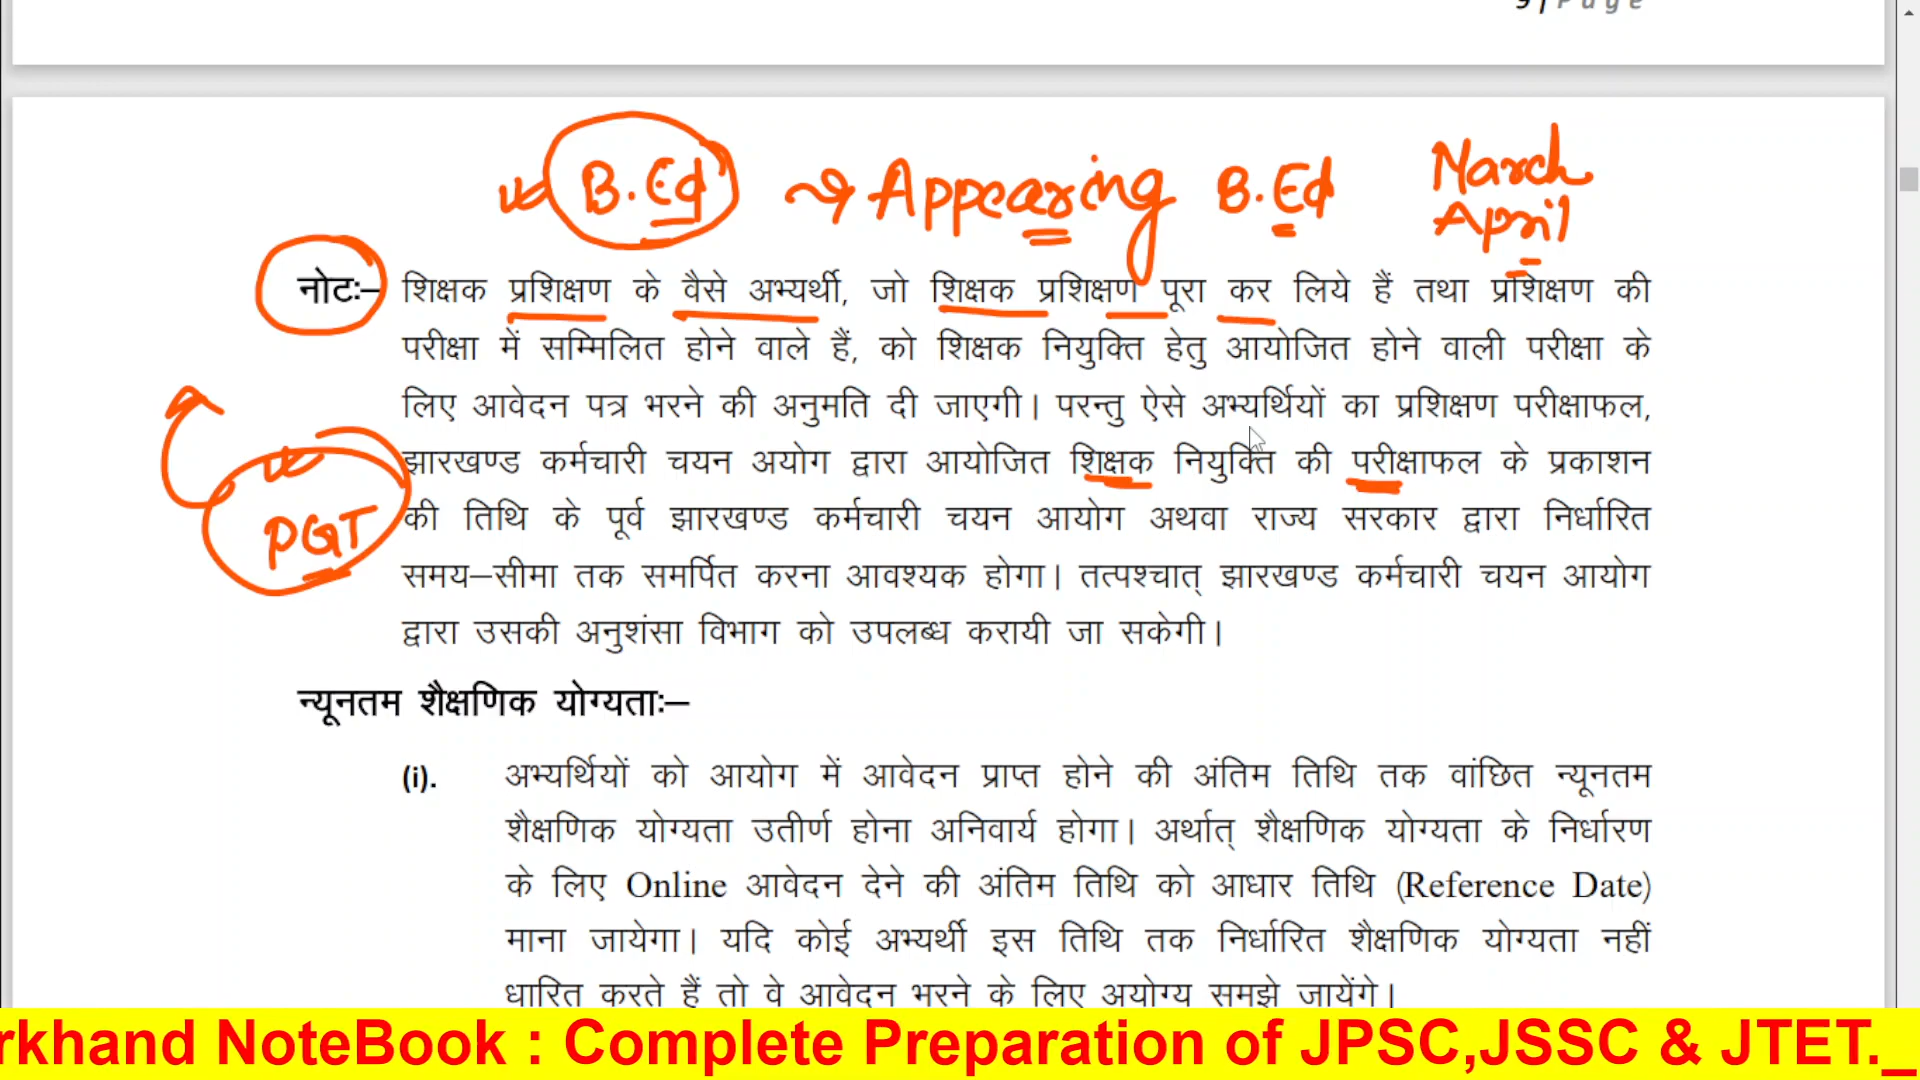 9 | P a g e
B.Ed Appearing B.Ed March
April
नोटः– शिक्षक प्रशिक्षण के वैसे अभ्यर्थी, जो शिक्षक प्रशिक्षण पूरा कर लिये हैं तथा प्रशिक्षण की
परीक्षा में सम्मिलित होने वाले हैं, को शिक्षक नियुक्ति हेतु आयोजित होने वाली परीक्षा के
लिए आवेदन पत्र भरने की अनुमति दी जाएगी। परन्तु ऐसे अभ्यर्थियों का प्रशिक्षण परीक्षाफल,
झारखण्ड कर्मचारी चयन अयोग द्वारा आयोजित शिक्षक नियुक्ति की परीक्षाफल के प्रकाशन
PGT की तिथि के पूर्व झारखण्ड कर्मचारी चयन आयोग अथवा राज्य सरकार द्वारा निर्धारित
समय–सीमा तक समर्पित करना आवश्यक होगा। तत्पश्चात् झारखण्ड कर्मचारी चयन आयोग
द्वारा उसकी अनुशंसा विभाग को उपलब्ध करायी जा सकेगी।
न्यूनतम शैक्षणिक योग्यताः–
(i). अभ्यर्थियों को आयोग में आवेदन प्राप्त होने की अंतिम तिथि तक वांछित न्यूनतम
शैक्षणिक योग्यता उतीर्ण होना अनिवार्य होगा। अर्थात् शैक्षणिक योग्यता के निर्धारण
के लिए Online आवेदन देने की अंतिम तिथि को आधार तिथि (Reference Date)
माना जायेगा। यदि कोई अभ्यर्थी इस तिथि तक निर्धारित शैक्षणिक योग्यता नहीं
धारित करते हैं तो वे आवेदन भरने के लिए अयोग्य समझे जायेंगे।
rkhand NoteBook : Complete Preparation of JPSC,JSSC & JTET._